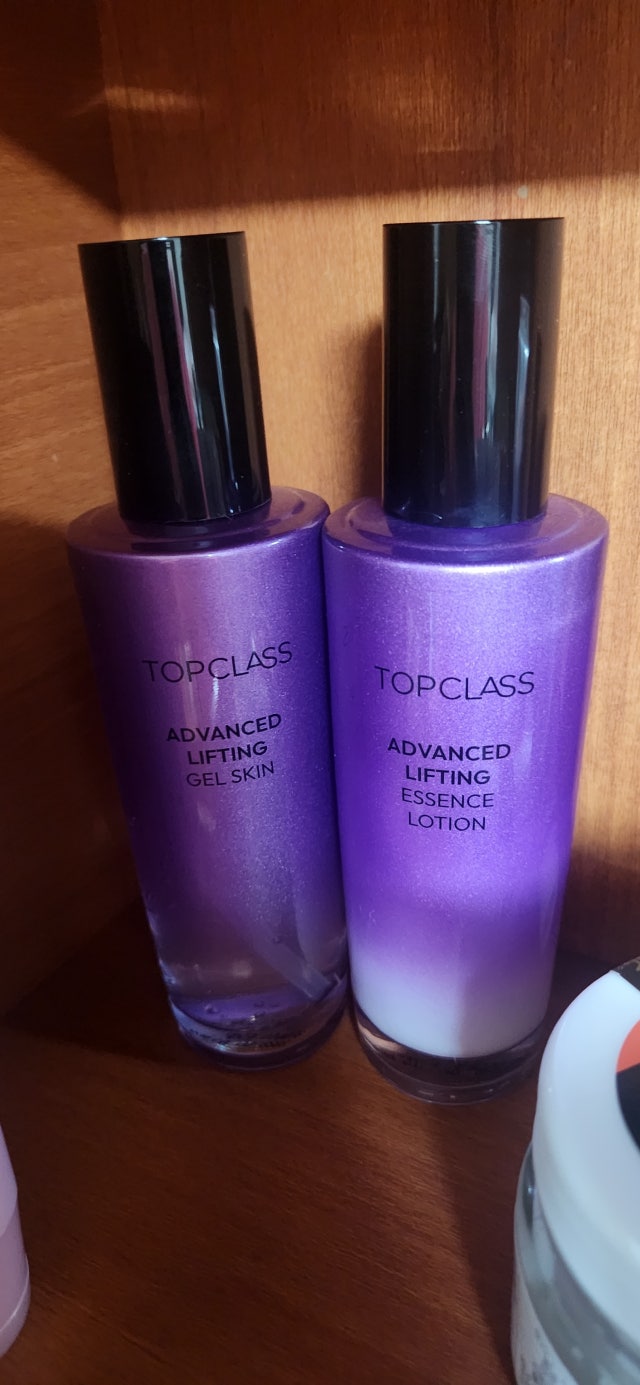 TOPCLASS
ADVANCED
LIFTING
GEL SKIN
TOPCLASS
ADVANCED
LIFTING
ESSENCE
LOTION